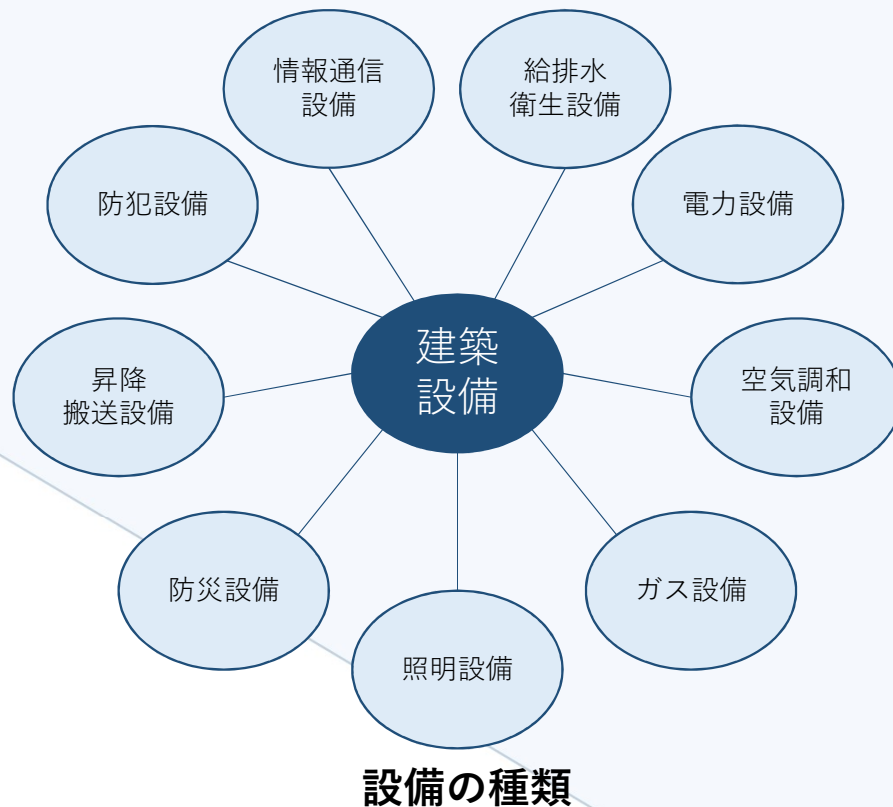 情報通信
設備
給排水
衛生設備
防犯設備
電力設備
建築
設備
昇降
搬送設備
空気調和
設備
防災設備
ガス設備
照明設備
設備の種類